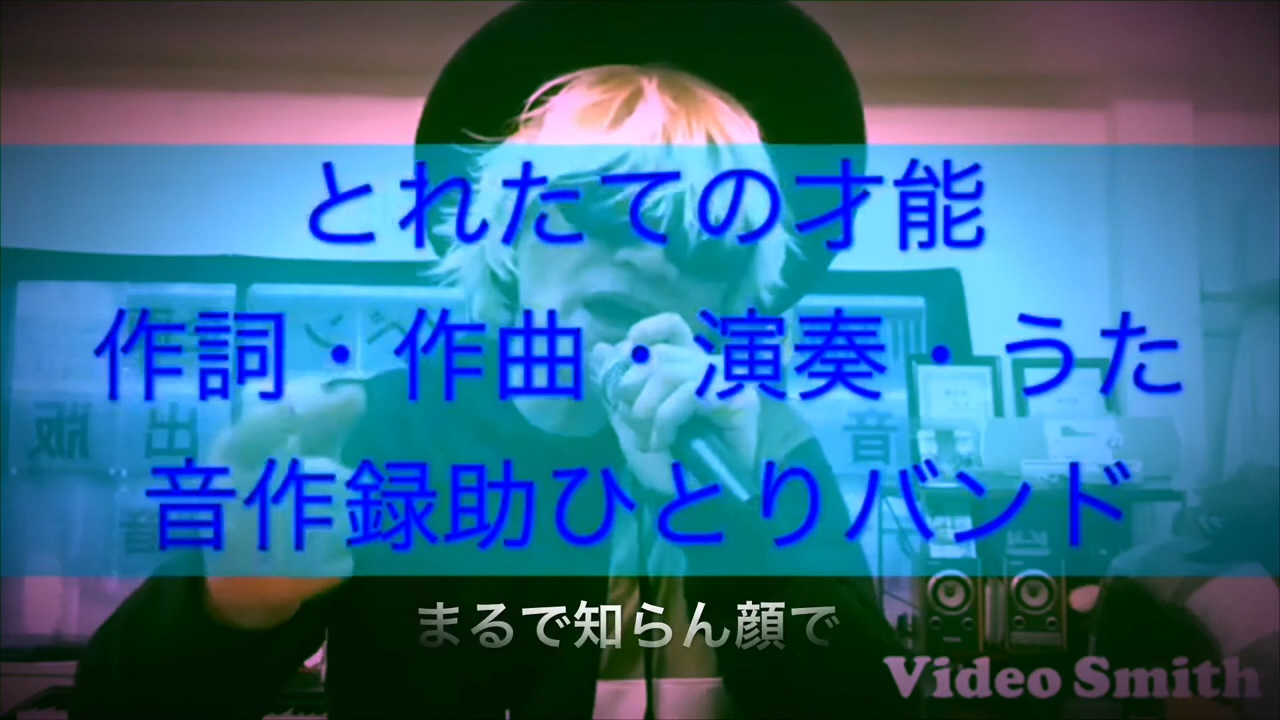 とれたての才能
作詞・作曲・演奏・うた
音作録助ひとりバンド
まるで知らん顔で
Video Smith